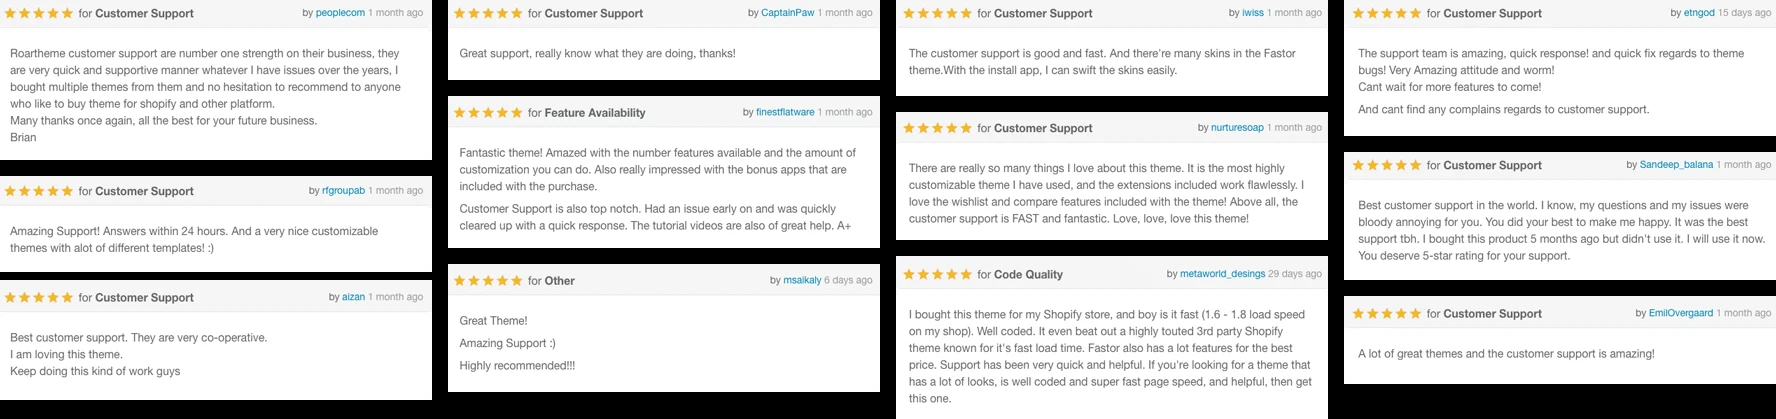 for Customer Support by peoplecom 1 month ago
Roartheme customer support are number one strength on their business, they
are very quick and supportive manner whatever I have issues over the years, I
bought multiple themes from them and no hesitation to recommend to anyone
who like to buy theme for shopify and other platform.
Many thanks once again, all the best for your future business.
Brian
for Customer Support by rfgroupab 1 month ago
Amazing Support! Answers within 24 hours. And a very nice customizable
themes with alot of different templates! :)
for Customer Support by aizan 1 month ago
Best customer support. They are very co-operative.
I am loving this theme.
Keep doing this kind of work guys
for Customer Support by CaptainPaw 1 month ago
Great support, really know what they are doing, thanks!
for Feature Availability by finestflatware 1 month ago
Fantastic theme! Amazed with the number features available and the amount of
customization you can do. Also really impressed with the bonus apps that are
included with the purchase.
Customer Support is also top notch. Had an issue early on and was quickly
cleared up with a quick response. The tutorial videos are also of great help. A+
for Other by msaikaly 6 days ago
Great Theme!
Amazing Support :)
Highly recommended!!!
for Customer Support by iwiss 1 month ago
The customer support is good and fast. And there're many skins in the Fastor
theme.With the install app, I can swift the skins easily.
for Customer Support by nurturesoap 1 month ago
There are really so many things I love about this theme. It is the most highly
customizable theme I have used, and the extensions included work flawlessly. I
love the wishlist and compare features included with the theme! Above all, the
customer support is FAST and fantastic. Love, love, love this theme!
for Code Quality by metaworld_desings 29 days ago
I bought this theme for my Shopify store, and boy is it fast (1.6 - 1.8 load speed
on my shop). Well coded. It even beat out a highly touted 3rd party Shopify
theme known for it's fast load time. Fastor also has a lot features for the best
price. Support has been very quick and helpful. If you're looking for a theme that
has a lot of looks, is well coded and super fast page speed, and helpful, then get
this one.
for Customer Support by etngod 15 days ago
The support team is amazing, quick response! and quick fix regards to theme
bugs! Very Amazing attitude and worm!
Cant wait for more features to come!
And cant find any complains regards to customer support.
for Customer Support by Sandeep_balana 1 month ago
Best customer support in the world. I know, my questions and my issues were
bloody annoying for you. You did your best to make me happy. It was the best
support tbh. I bought this product 5 months ago but didn't use it. I will use it now.
You deserve 5-star rating for your support.
for Customer Support by EmilOvergaard 1 month ago
A lot of great themes and the customer support is amazing!